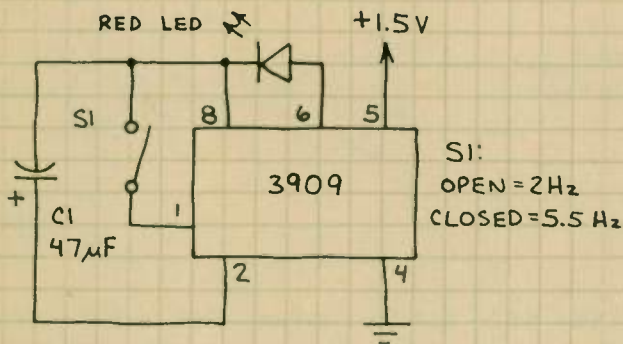 RED LED
+1.5V
S1
8
6
5
3909
1
2
4
+
C1
47µF
S1:
OPEN = 2Hz
CLOSED = 5.5 Hz